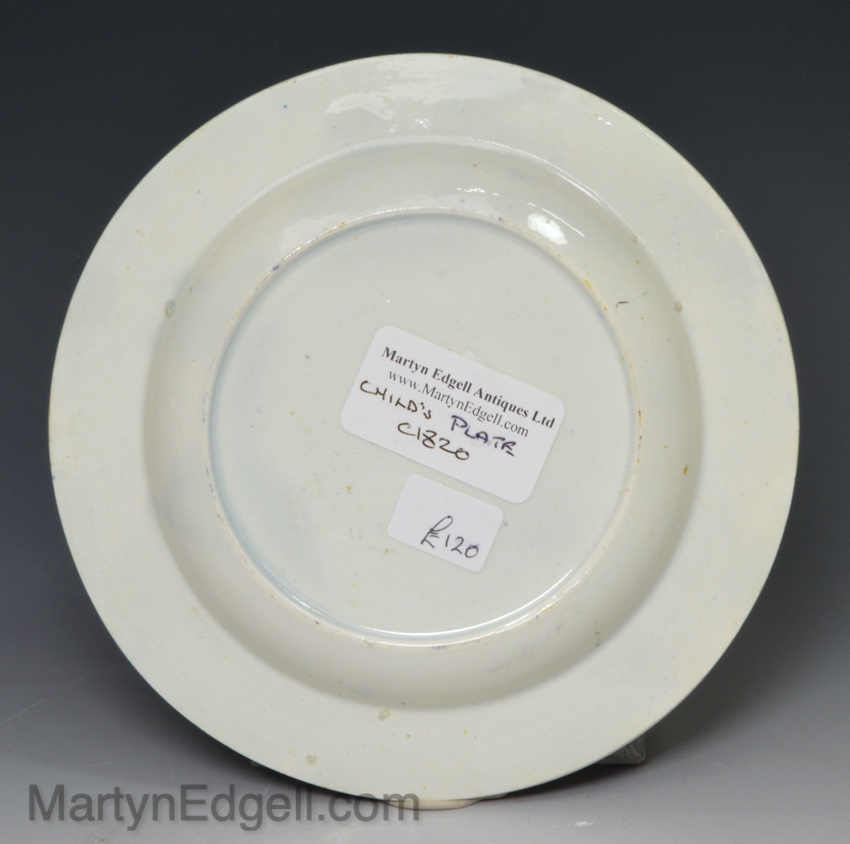 Martyn Edgell Antiques Ltd
www.MartynEdgell.com
CHILD'S PLATE
C1820
£120
MartynEdgell.com